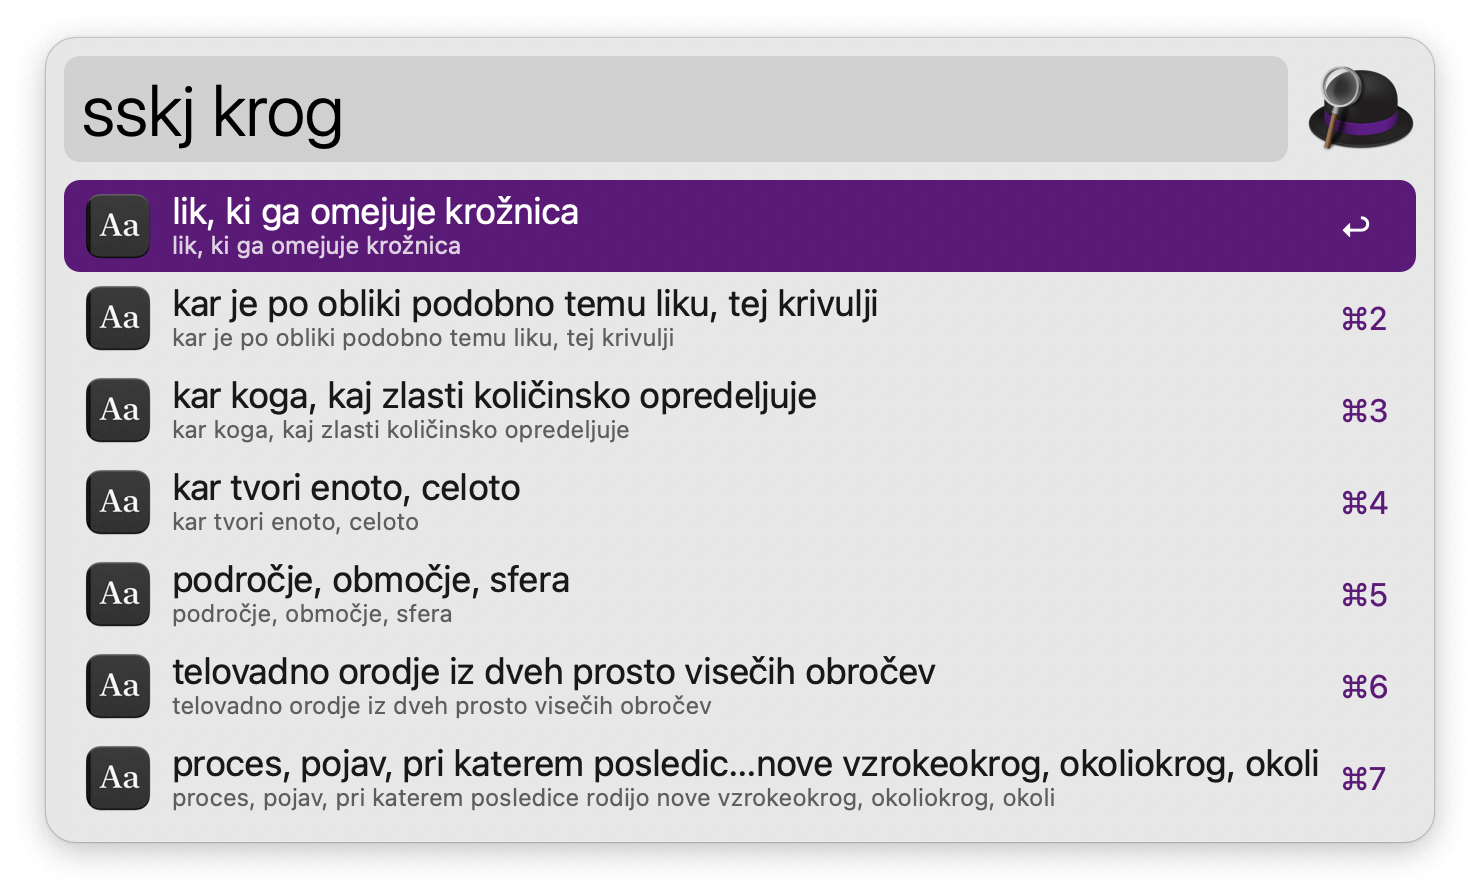 sskj krog
Aa
lik, ki ga omejuje krožnica
lik, ki ga omejuje krožnica
Aa
kar je po obliki podobno temu liku, tej krivulji
⌘2
kar je po obliki podobno temu liku, tej krivulji
Aa
kar koga, kaj zlasti količinsko opredeljuje
⌘3
kar koga, kaj zlasti količinsko opredeljuje
Aa
kar tvori enoto, celoto
⌘4
kar tvori enoto, celoto
Aa
področje, območje, sfera
⌘5
področje, območje, sfera
Aa
telovadno orodje iz dveh prosto visečih obročev
⌘6
telovadno orodje iz dveh prosto visečih obročev
Aa
proces, pojav, pri katerem posledic...nove vzrokeokrog, okoliokrog, okoli
⌘7
proces, pojav, pri katerem posledice rodijo nove vzrokeokrog, okoliokrog, okoli